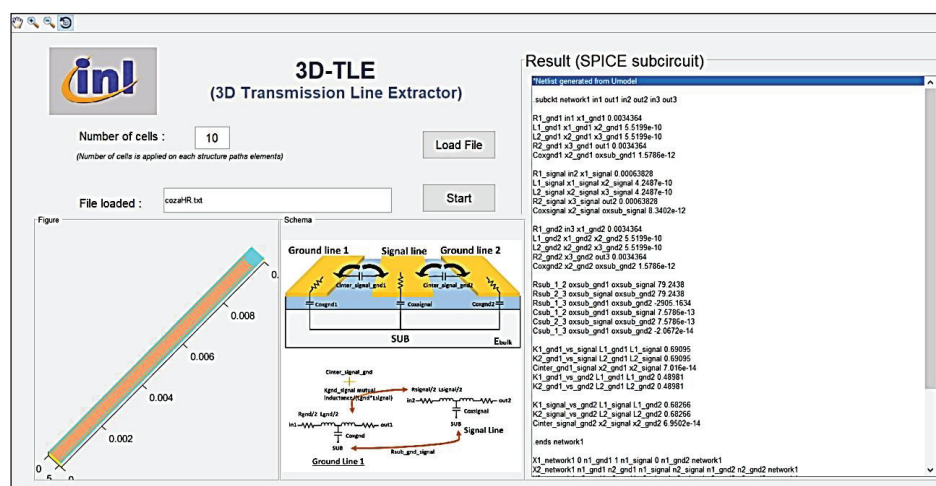 inl
3D-TLE
(3D Transmission Line Extractor)
Number of cells : 10
(Number of cells is applied on each structure paths elements)
Load File
File loaded : cozaHR.txt
Start
Figure
0.
0.008
0.006
0.004
0.002
0
5
0
Schema
Ground line 1 Signal line Ground line 2
Cinter_signal_gnd1 Cinter_signal_gnd2
Coxgnd1 Coxsignal Coxgnd2
SUB Ebulk
Cinter_signal_gnd
Kgnd_signal mutual
inductance/(Lgnd*Lsignal)
Rsignal/2 Lsignal/2
in2 out2
Coxsignal
SUB
Signal Line
Rgnd/2 Lgnd/2
in1 out1
Coxgnd
SUB
Rsub_gnd_signal
Ground Line 1
Result (SPICE subcircuit)
*Netlist generated from Umodel
.subckt network1 in1 out1 in2 out2 in3 out3
R1_gnd1 in1 x1_gnd1 0.0034364
L1_gnd1 x1_gnd1 x2_gnd1 5.5199e-10
L2_gnd1 x2_gnd1 x3_gnd1 5.5199e-10
R2_gnd1 x3_gnd1 out1 0.0034364
Coxgnd1 x2_gnd1 oxsub_gnd1 1.5786e-12
R1_signal in2 x1_signal 0.00063828
L1_signal x1_signal x2_signal 4.2487e-10
L2_signal x2_signal x3_signal 4.2487e-10
R2_signal x3_signal out2 0.00063828
Coxsignal x2_signal oxsub_signal 8.3402e-12
R1_gnd2 in3 x1_gnd2 0.0034364
L1_gnd2 x1_gnd2 x2_gnd2 5.5199e-10
L2_gnd2 x2_gnd2 x3_gnd2 5.5199e-10
R2_gnd2 x3_gnd2 out3 0.0034364
Coxgnd2 x2_gnd2 oxsub_gnd2 1.5786e-12
Rsub_1_2 oxsub_gnd1 oxsub_signal 79.2438
Rsub_2_3 oxsub_signal oxsub_gnd2 79.2438
Rsub_1_3 oxsub_gnd1 oxsub_gnd2 -2905.1634
Csub_1_2 oxsub_gnd1 oxsub_signal 7.5786e-13
Csub_2_3 oxsub_signal oxsub_gnd2 7.5786e-13
Csub_1_3 oxsub_gnd1 oxsub_gnd2 -2.0672e-14
K1_gnd1_vs_signal L1_gnd1 L1_signal 0.69095
K2_gnd1_vs_signal L2_gnd1 L2_signal 0.69095
Cinter_gnd1_signal x2_gnd1 x2_signal 7.016e-14
K1_gnd1_vs_gnd2 L1_gnd1 L1_gnd2 0.48981
K2_gnd1_vs_gnd2 L2_gnd1 L2_gnd2 0.48981
K1_signal_vs_gnd2 L1_signal L1_gnd2 0.68266
K2_signal_vs_gnd2 L2_signal L2_gnd2 0.68266
Cinter_signal_gnd2 x2_signal x2_gnd2 6.9502e-14
.ends network1
X1_network1 0 n1_gnd1 1 n1_signal 0 n1_gnd2 network1
X2_network1 n1_gnd1 n2_gnd1 n1_signal n2_signal n1_gnd2 n2_gnd2 network1